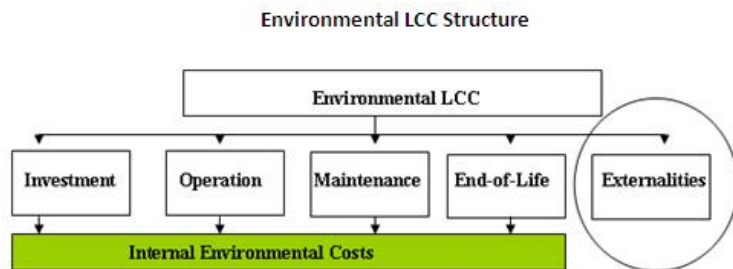 Environmental LCC Structure
Environmental LCC
Investment
Operation
Maintenance
End-of-Life
Externalities
Internal Environmental Costs